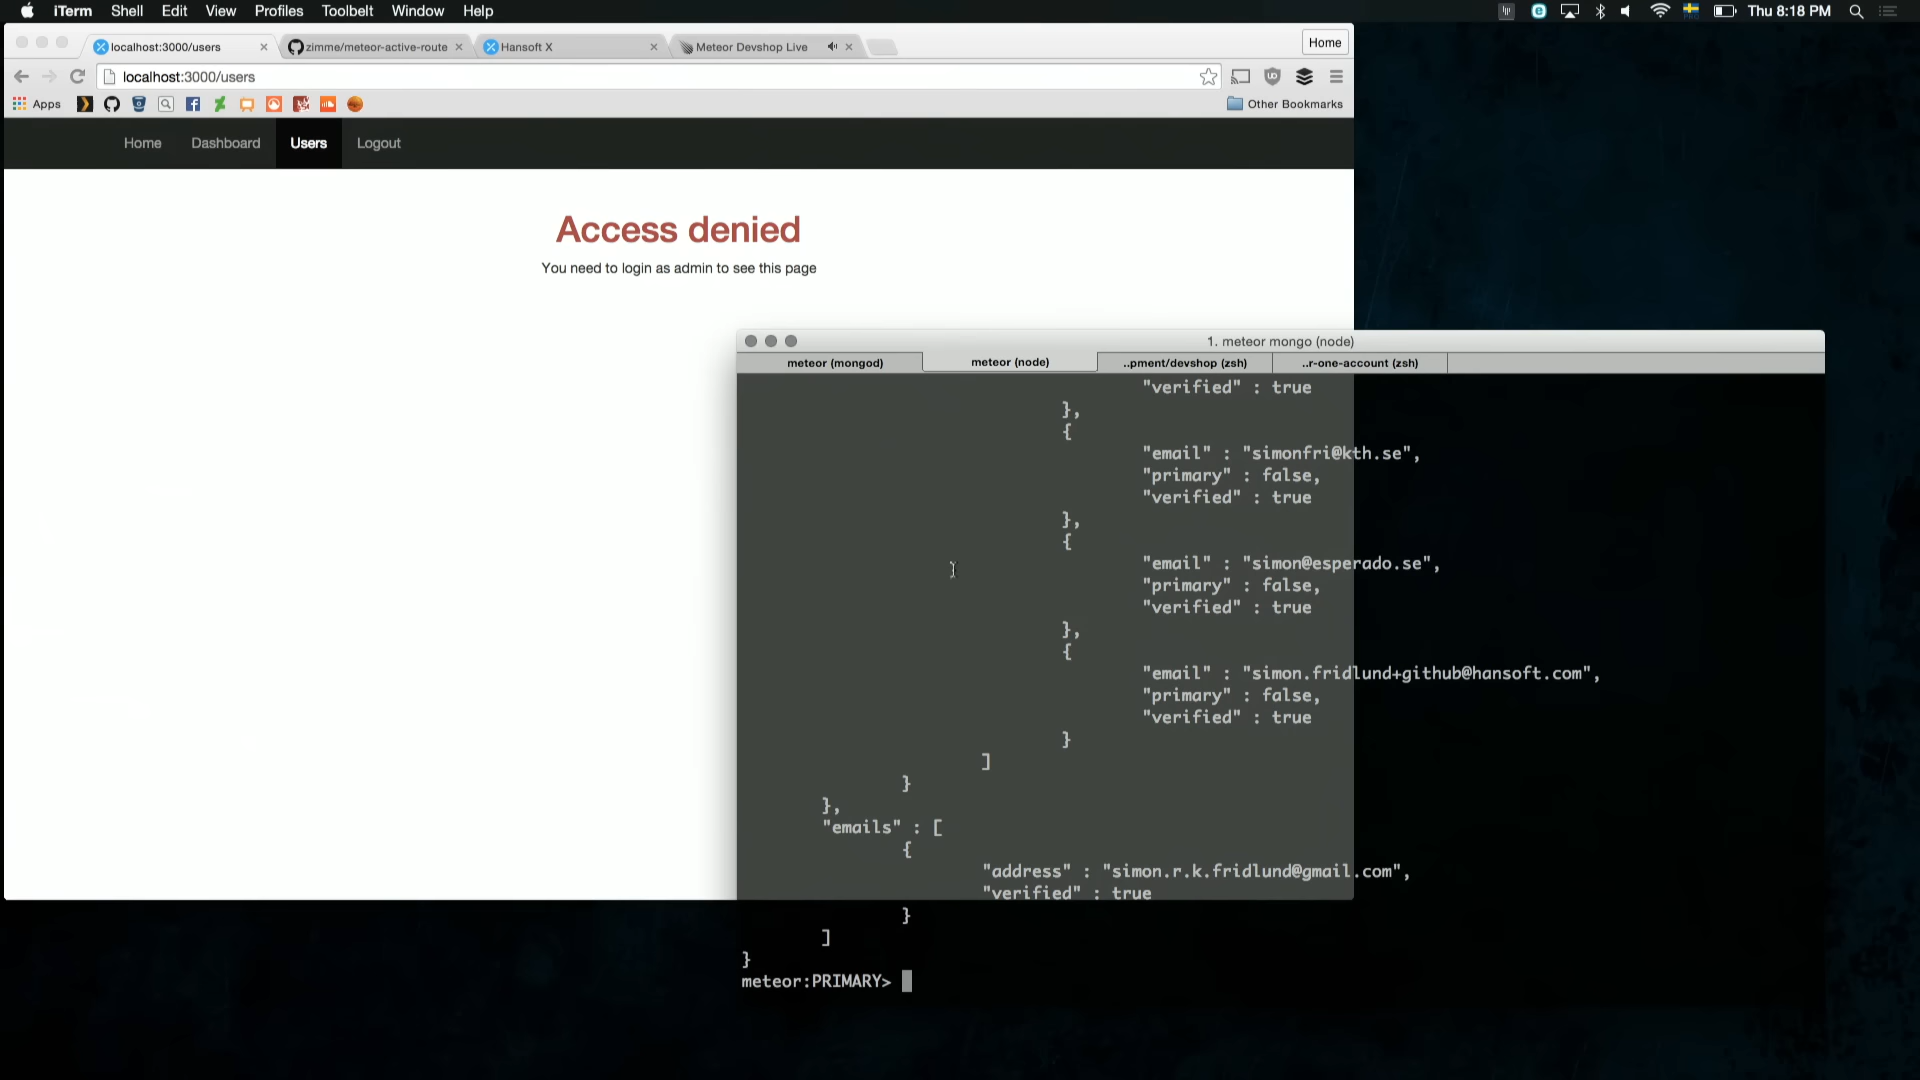 iTerm Shell Edit View Profiles Toolbelt Window Help
Thu 8:18 PM
localhost:3000/users
zimme/meteor-active-route
Hansoft X
Meteor Devshop Live
Home
localhost:3000/users
Apps
Other Bookmarks
Home Dashboard Users Logout
Access denied
You need to login as admin to see this page
1. meteor mongo (node)
meteor (mongod)
meteor (node)
..pment/devshop (zsh)
..r-one-account (zsh)
"verified" : true
},
{
"email" : "simonfri@kth.se",
"primary" : false,
"verified" : true
},
{
"email" : "simon@esperado.se",
"primary" : false,
"verified" : true
},
{
"email" : "simon.fridlund+github@hansoft.com",
"primary" : false,
"verified" : true
}
]
}
},
"emails" : [
{
"address" : "simon.r.k.fridlund@gmail.com",
"verified" : true
}
]
}
meteor:PRIMARY>